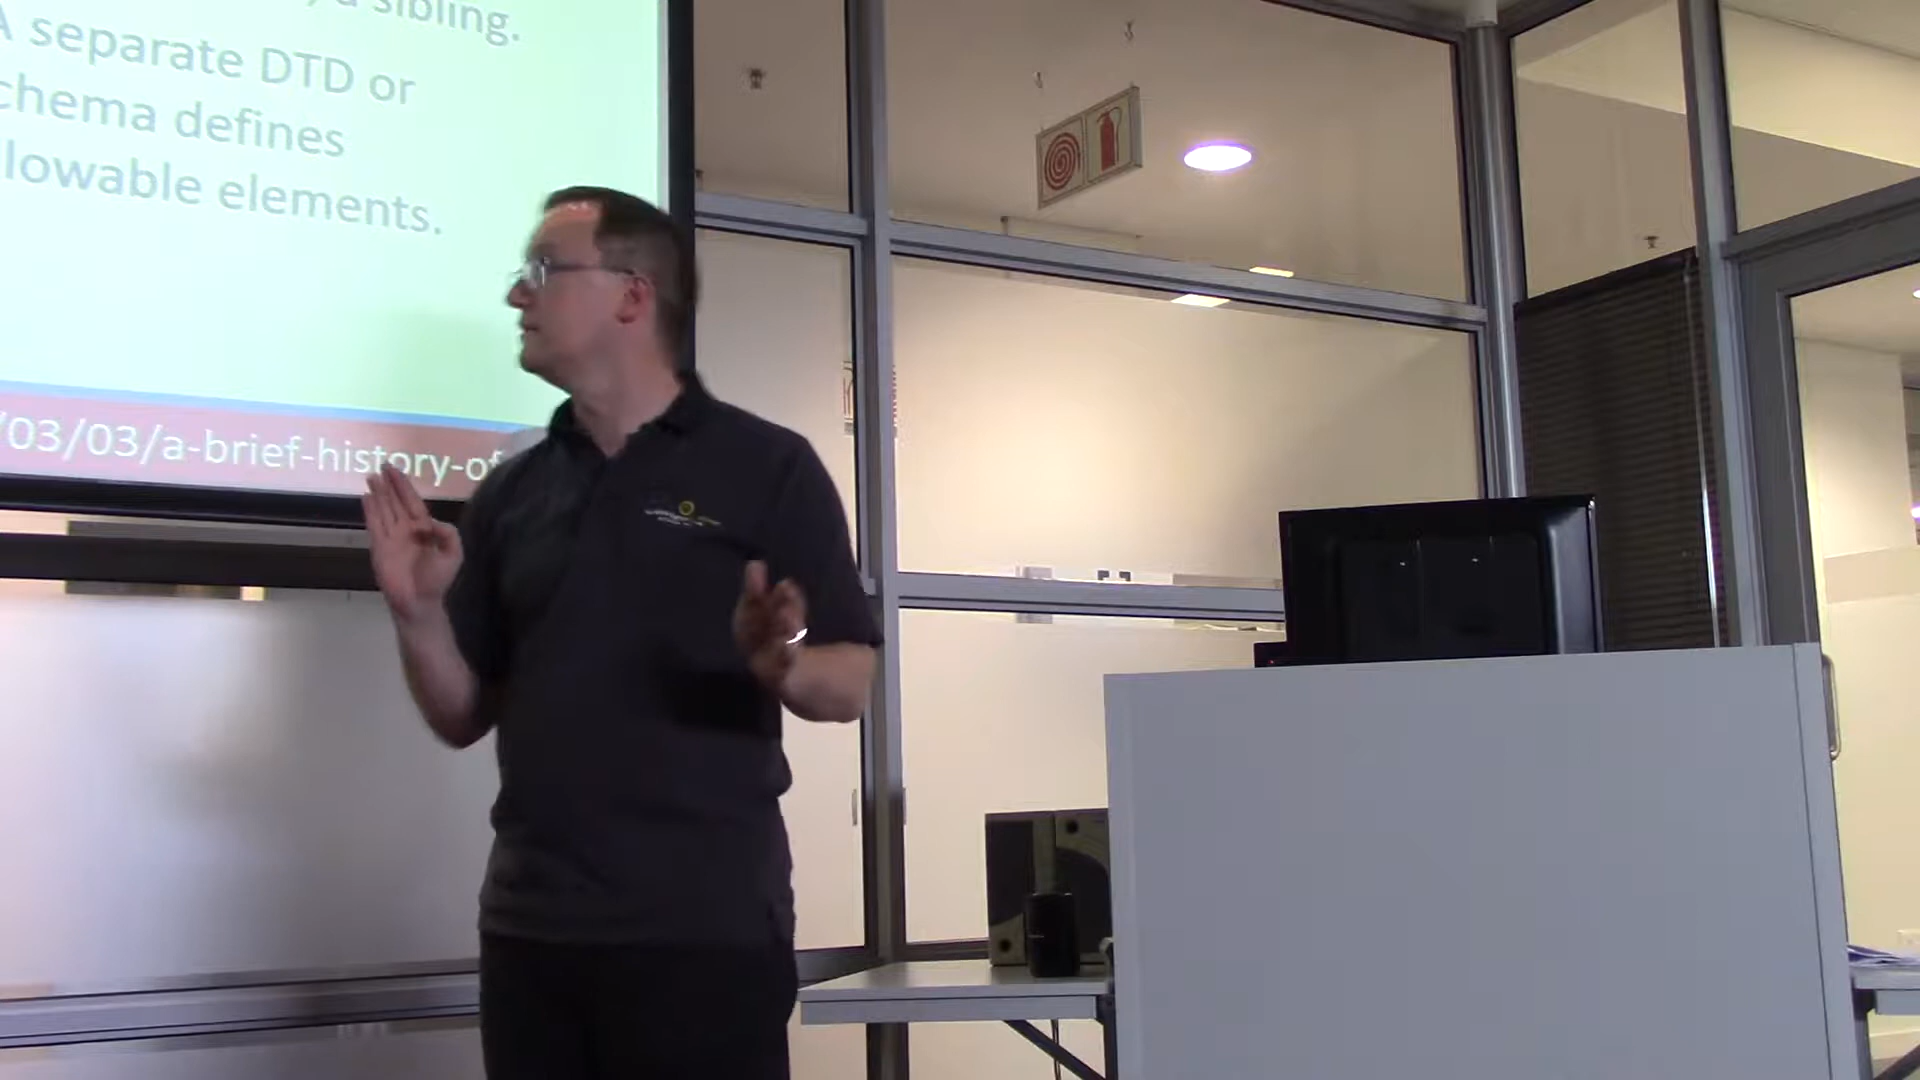 a sibling.
A separate DTD or
chema defines
lowable elements.
/03/03/a-brief-history-of